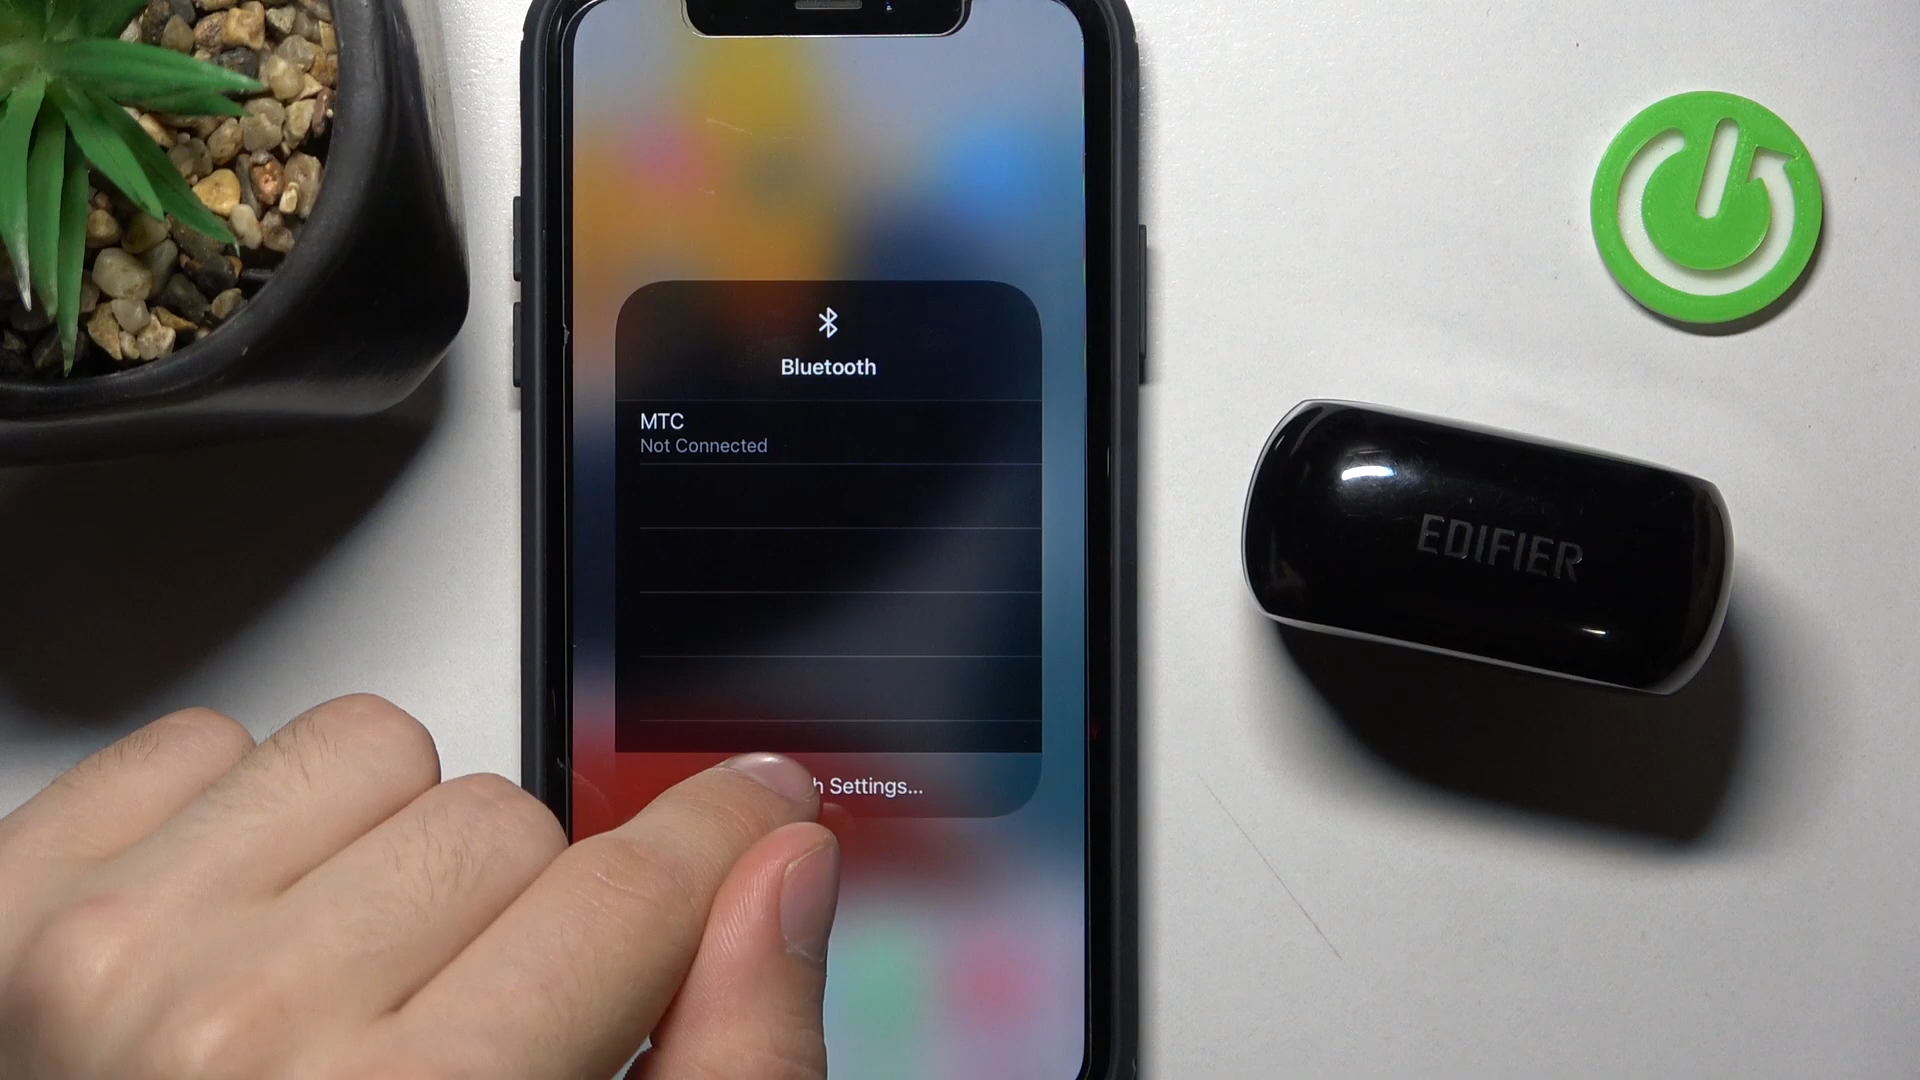 Bluetooth
MTC
Not Connected
h Settings...
EDIFIER